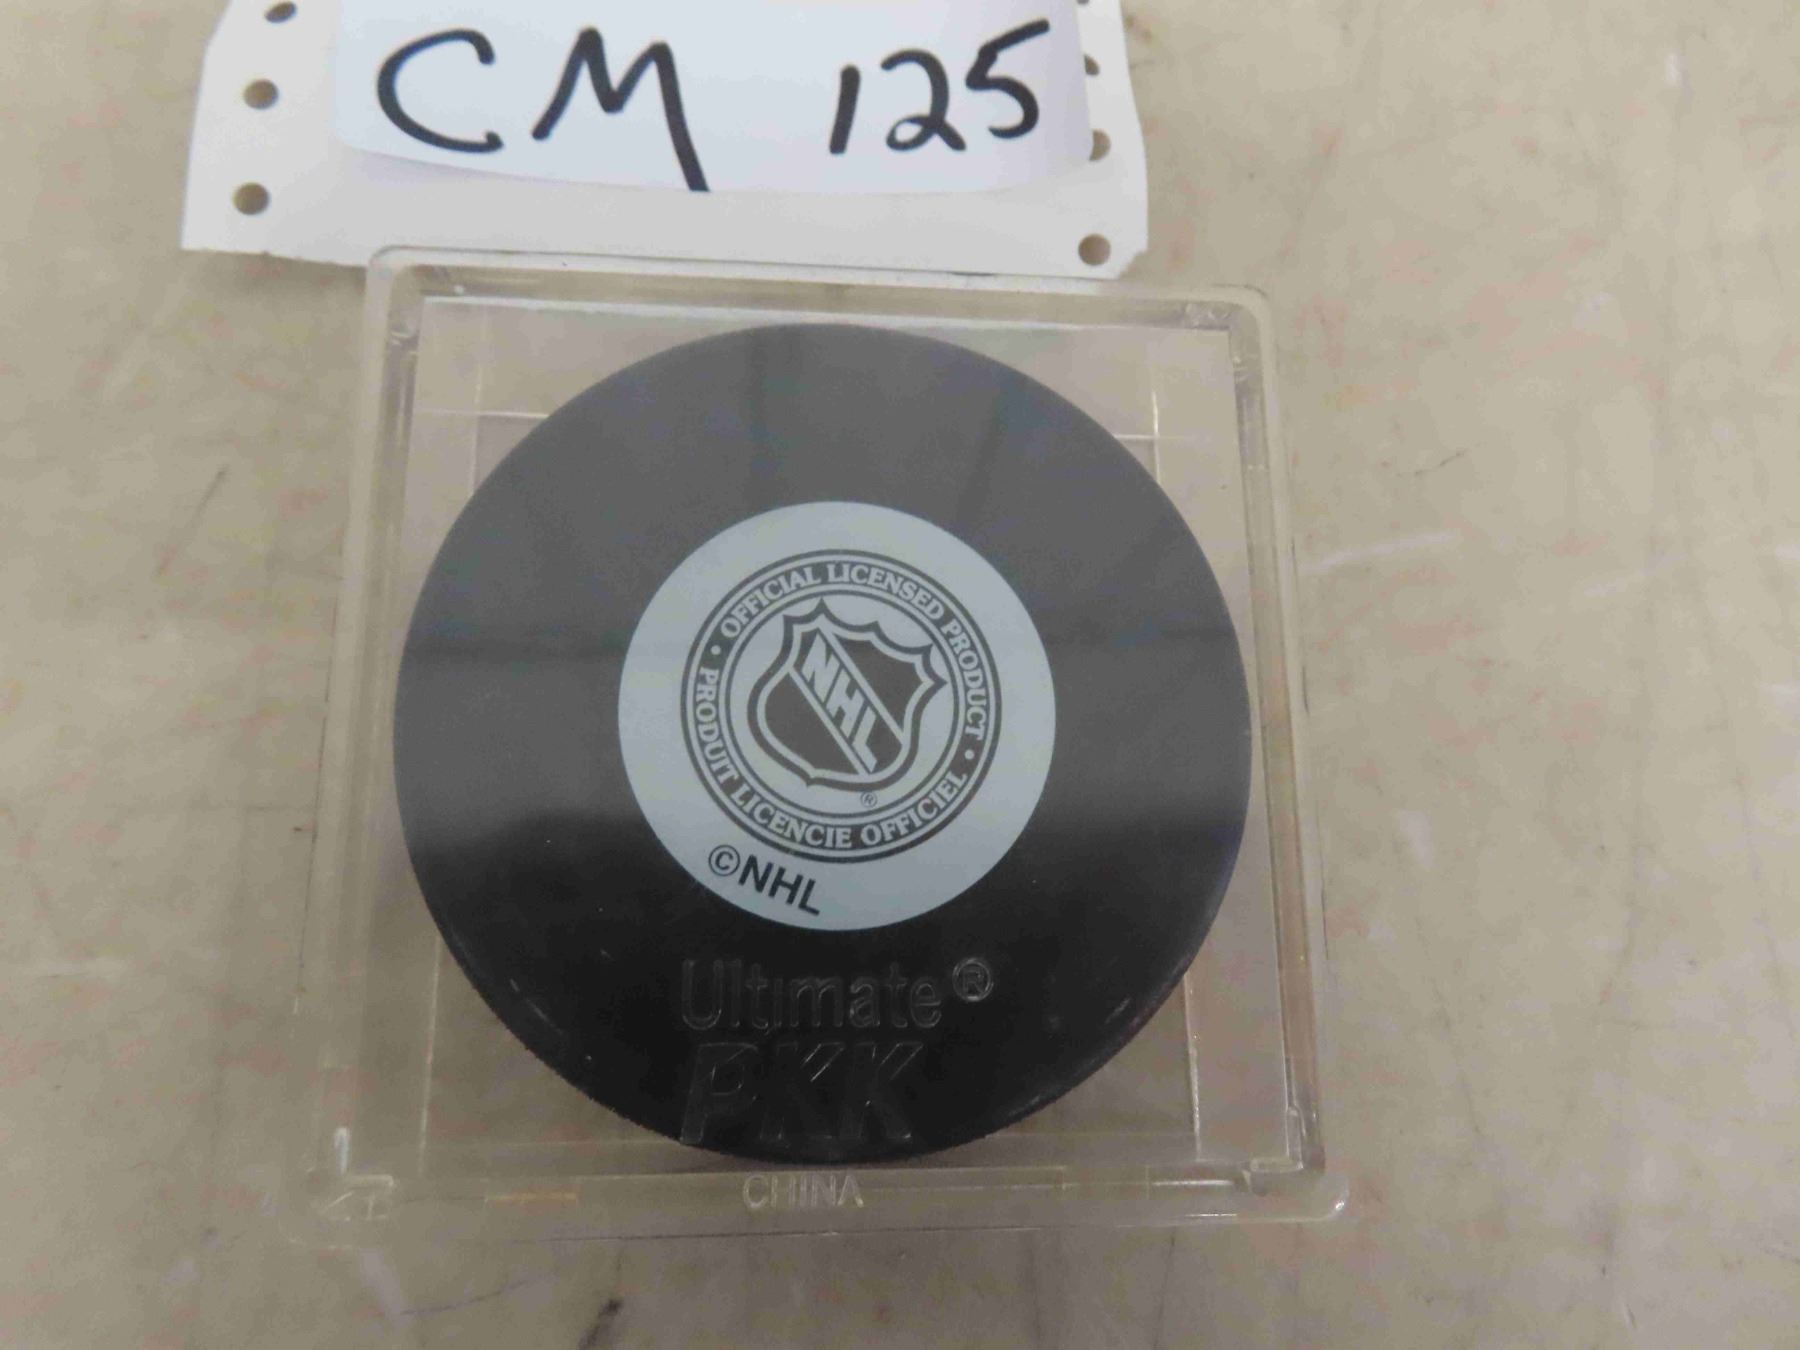 CM 125
OFFICIAL LICENSED PRODUCT •
NHL
®
PRODUIT LICENCIE OFFICIEL •
©NHL
Ultimate®
PKK
CHINA